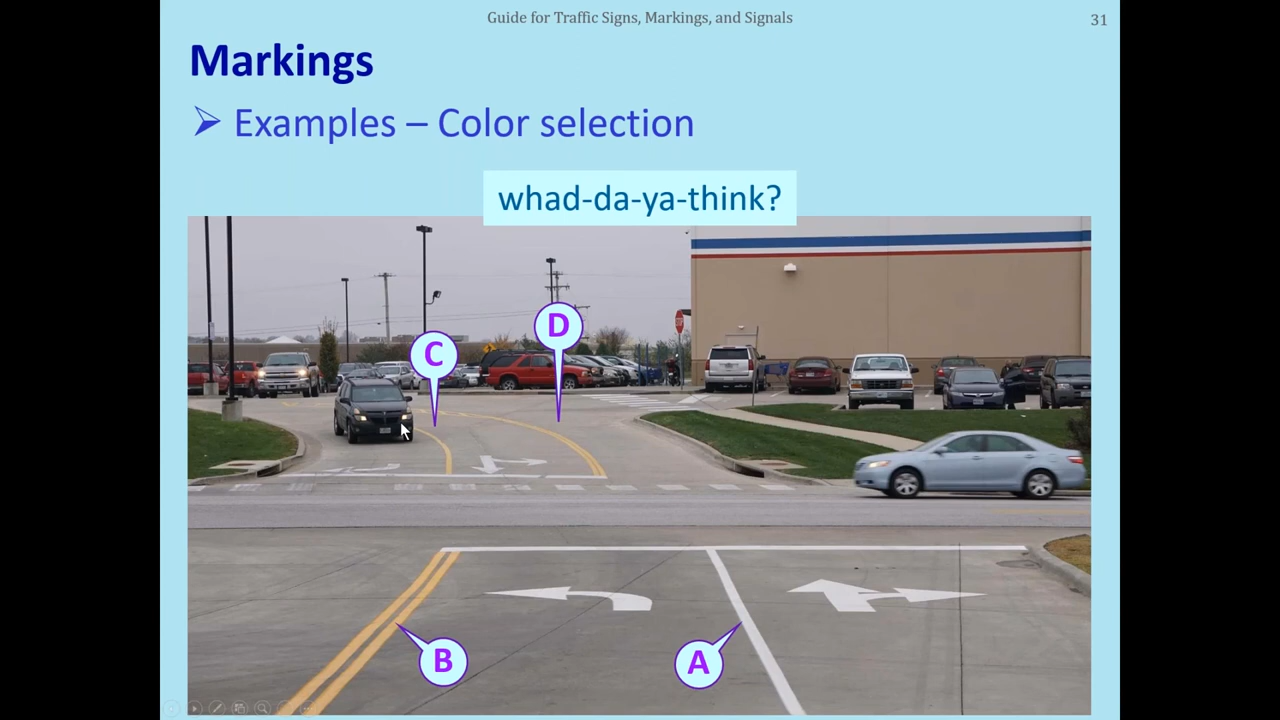 Guide for Traffic Signs, Markings, and Signals
31
Markings
Examples – Color selection
whad-da-ya-think?
D
C
B
A